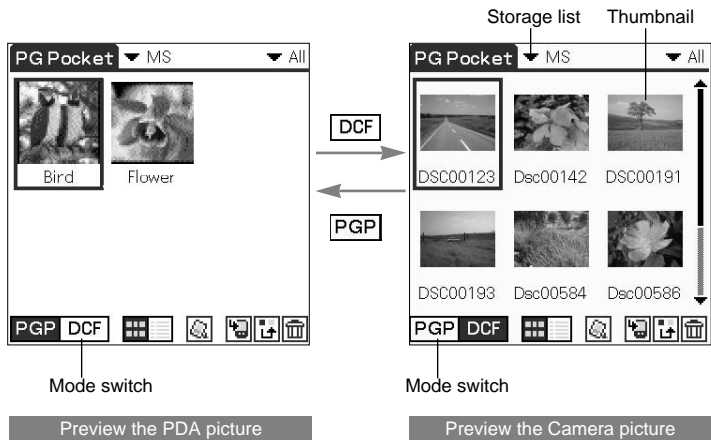 Storage list Thumbnail
PG Pocket MS All
Bird Flower
PGP DCF
Mode switch
Preview the PDA picture
DCF
PGP
PG Pocket MS All
DSC00123 Dsc00142 DSC00191
DSC00193 Dsc00584 Dsc00586
PGP DCF
Mode switch
Preview the Camera picture